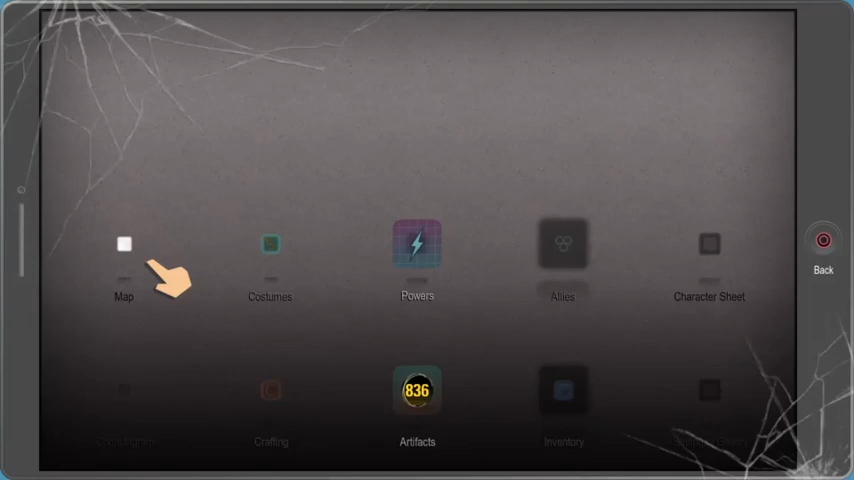 Back
Map
Costumes
Powers
Allies
Character Sheet
836
Crafting
Artifacts
Inventory